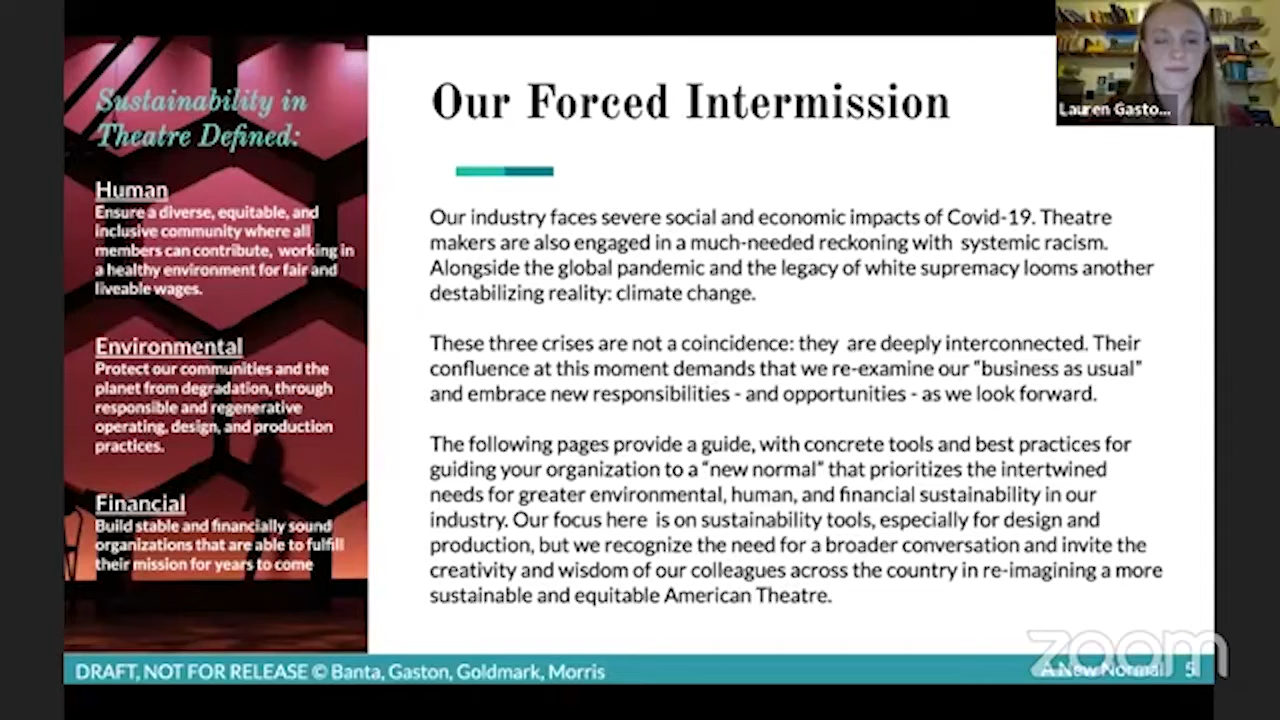 Sustainability in
Theatre Defined:
Human
Ensure a diverse, equitable, and
inclusive community where all
members can contribute, working in
a healthy environment for fair and
liveable wages.
Environmental
Protect our communities and the
planet from degradation, through
responsible and regenerative
operating, design, and production
practices.
Financial
Build stable and financially sound
organizations that are able to fulfill
their mission for years to come
Our Forced Intermission
Our industry faces severe social and economic impacts of Covid-19. Theatre
makers are also engaged in a much-needed reckoning with systemic racism.
Alongside the global pandemic and the legacy of white supremacy looms another
destabilizing reality: climate change.
These three crises are not a coincidence: they are deeply interconnected. Their
confluence at this moment demands that we re-examine our “business as usual”
and embrace new responsibilities - and opportunities - as we look forward.
The following pages provide a guide, with concrete tools and best practices for
guiding your organization to a “new normal” that prioritizes the intertwined
needs for greater environmental, human, and financial sustainability in our
industry. Our focus here is on sustainability tools, especially for design and
production, but we recognize the need for a broader conversation and invite the
creativity and wisdom of our colleagues across the country in re-imagining a more
sustainable and equitable American Theatre.
Lauren Gasto...
DRAFT, NOT FOR RELEASE © Banta, Gaston, Goldmark, Morris
A New Normal 5
zoom